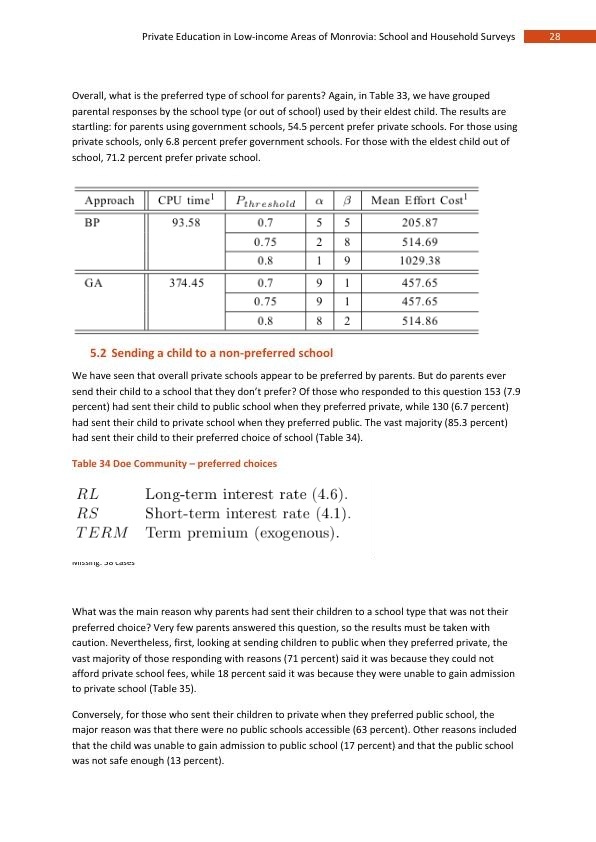 Private Education in Low-income Areas of Monrovia: School and Household Surveys 28
Overall, what is the preferred type of school for parents? Again, in Table 33, we have grouped
parental responses by the school type (or out of school) used by their eldest child. The results are
startling: for parents using government schools, 54.5 percent prefer private schools. For those using
private schools, only 6.8 percent prefer government schools. For those with the eldest child out of
school, 71.2 percent prefer private school.
Approach CPU time¹ P_threshold α β Mean Effort Cost¹
BP 93.58 0.7 5 5 205.87
0.75 2 8 514.69
0.8 1 9 1029.38
GA 374.45 0.7 9 1 457.65
0.75 9 1 457.65
0.8 8 2 514.86
5.2 Sending a child to a non-preferred school
We have seen that overall private schools appear to be preferred by parents. But do parents ever
send their child to a school that they don't prefer? Of those who responded to this question 153 (7.9
percent) had sent their child to public school when they preferred private, while 130 (6.7 percent)
had sent their child to private school when they preferred public. The vast majority (85.3 percent)
had sent their child to their preferred choice of school (Table 34).
Table 34 Doe Community – preferred choices
RL Long-term interest rate (4.6).
RS Short-term interest rate (4.1).
TERM Term premium (exogenous).
Missing: 58 cases
What was the main reason why parents had sent their children to a school type that was not their
preferred choice? Very few parents answered this question, so the results must be taken with
caution. Nevertheless, first, looking at sending children to public when they preferred private, the
vast majority of those responding with reasons (71 percent) said it was because they could not
afford private school fees, while 18 percent said it was because they were unable to gain admission
to private school (Table 35).
Conversely, for those who sent their children to private when they preferred public school, the
major reason was that there were no public schools accessible (63 percent). Other reasons included
that the child was unable to gain admission to public school (17 percent) and that the public school
was not safe enough (13 percent).